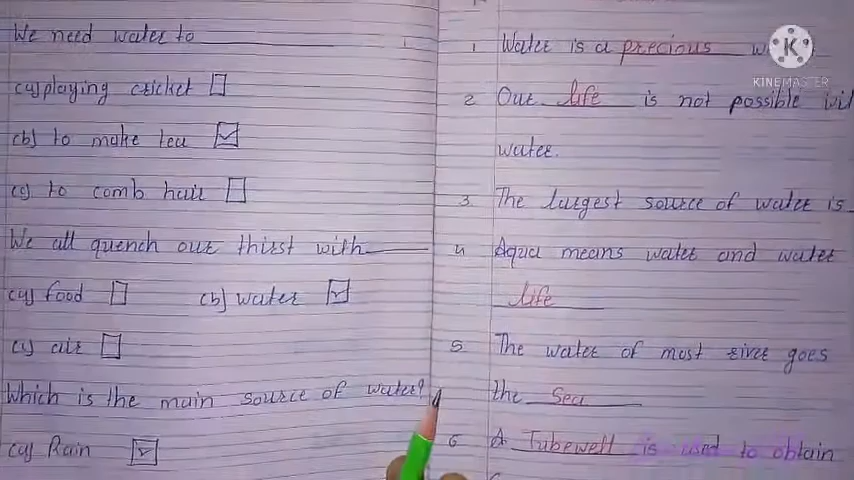 We need water to
(a) playing cricket
(b) to make tea
(c) to comb hair
We all quench our thirst with
(a) food (b) water
(c) air
Which is the main source of water?
(a) Rain
1 Water is a precious
2 Our life is not possible
water.
3. The largest source of water is
4 Aqua means water and water
life
5 The water of most river goes
the Sea
6 A Tubewell is used to obtain
K
KINEMASTER